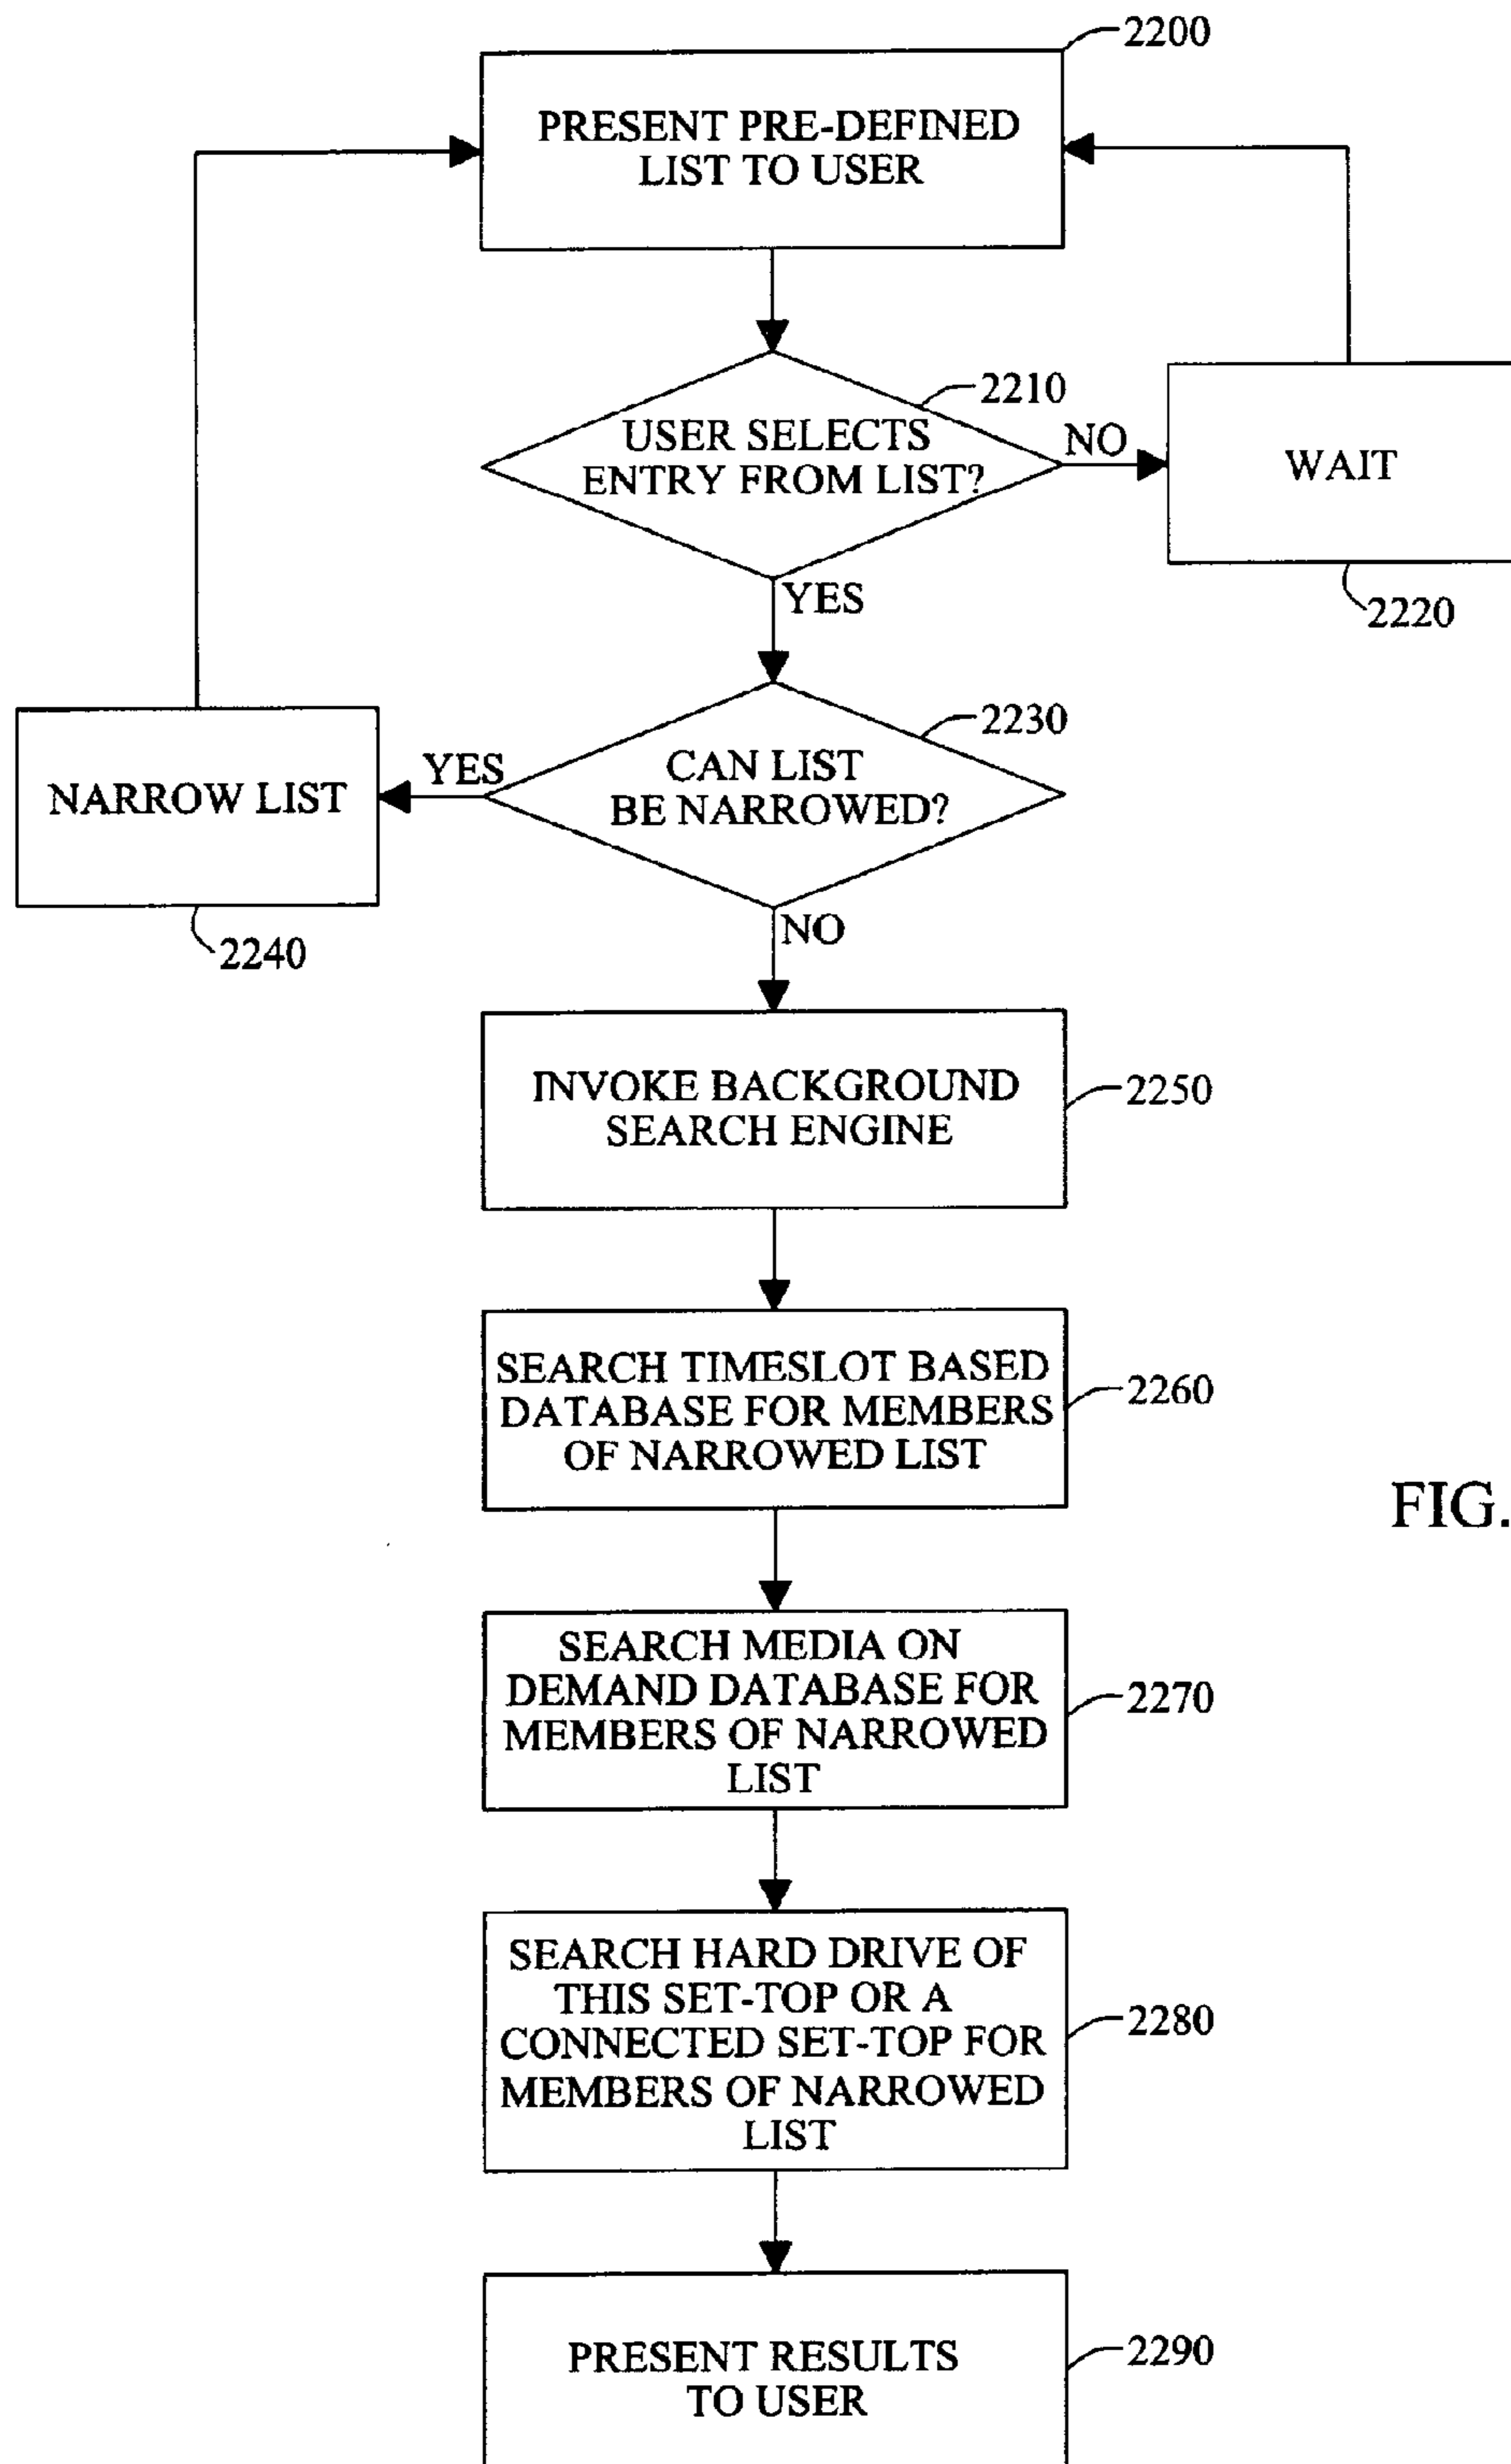 2200
PRESENT PRE-DEFINED
LIST TO USER
2210
USER SELECTS
ENTRY FROM LIST?
NO
WAIT
2220
YES
2230
CAN LIST
BE NARROWED?
YES
NARROW LIST
2240
NO
INVOKE BACKGROUND
SEARCH ENGINE
2250
SEARCH TIMESLOT BASED
DATABASE FOR MEMBERS
OF NARROWED LIST
2260
FIG.
SEARCH MEDIA ON
DEMAND DATABASE FOR
MEMBERS OF NARROWED
LIST
2270
SEARCH HARD DRIVE OF
THIS SET-TOP OR A
CONNECTED SET-TOP FOR
MEMBERS OF NARROWED
LIST
2280
PRESENT RESULTS
TO USER
2290